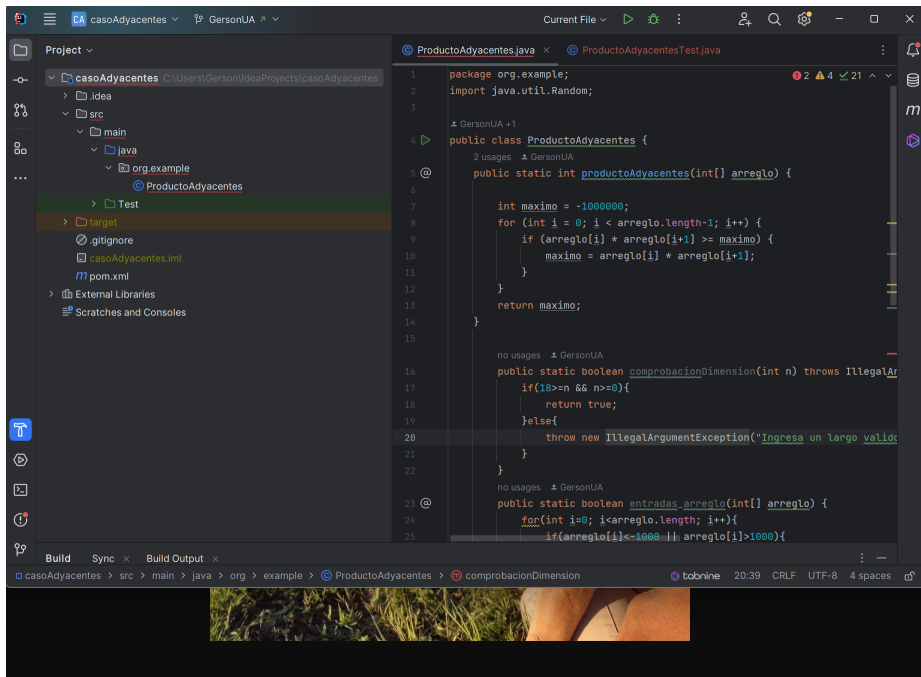 CA casoAdyacentes GersonUA Current File
Project
casoAdyacentes C:\Users\Gerson\IdeaProjects\casoAdyacentes
.idea
src
main
java
org.example
ProductoAdyacentes
Test
target
.gitignore
casoAdyacentes.iml
m pom.xml
External Libraries
Scratches and Consoles
ProductoAdyacentes.java × ProductoAdyacentesTest.java
2 4 21
1 package org.example;
2 import java.util.Random;
3
GersonUA +1
4 public class ProductoAdyacentes {
2 usages GersonUA
5 @ public static int productoAdyacentes(int[] arreglo) {
6
7 int maximo = -1000000;
8 for (int i = 0; i < arreglo.length-1; i++) {
9 if (arreglo[i] * arreglo[i+1] >= maximo) {
10 maximo = arreglo[i] * arreglo[i+1];
11 }
12 }
13 return maximo;
14 }
15
no usages GersonUA
16 public static boolean comprobacionDimension(int n) throws IllegalAr
17 if(18>=n && n>=0){
18 return true;
19 }else{
20 throw new IllegalArgumentException("Ingresa un largo valido
21 }
22 }
no usages GersonUA
23 @ public static boolean entradas_arreglo(int[] arreglo) {
24 for(int i=0; i<arreglo.length; i++){
25 if(arreglo[i]<-1000 || arreglo[i]>1000){
m
Build Sync × Build Output ×
casoAdyacentes > src > main > java > org > example > ProductoAdyacentes > comprobacionDimension tabnine 20:39 CRLF UTF-8 4 spaces